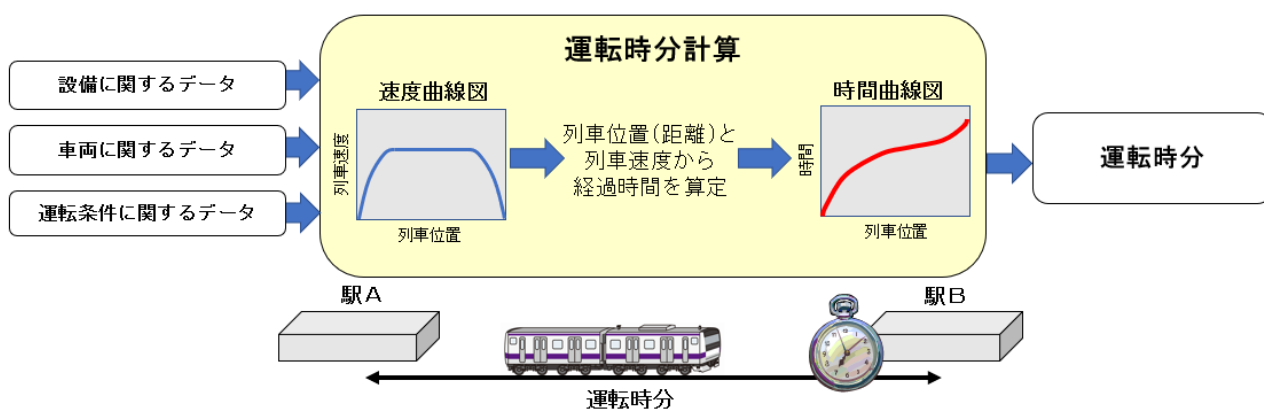 運転時分計算
設備に関するデータ
車両に関するデータ
運転条件に関するデータ
速度曲線図
列車速度
列車位置
列車位置(距離)と
列車速度から
経過時間を算定
時間曲線図
時間
列車位置
運転時分
駅A
駅B
運転時分